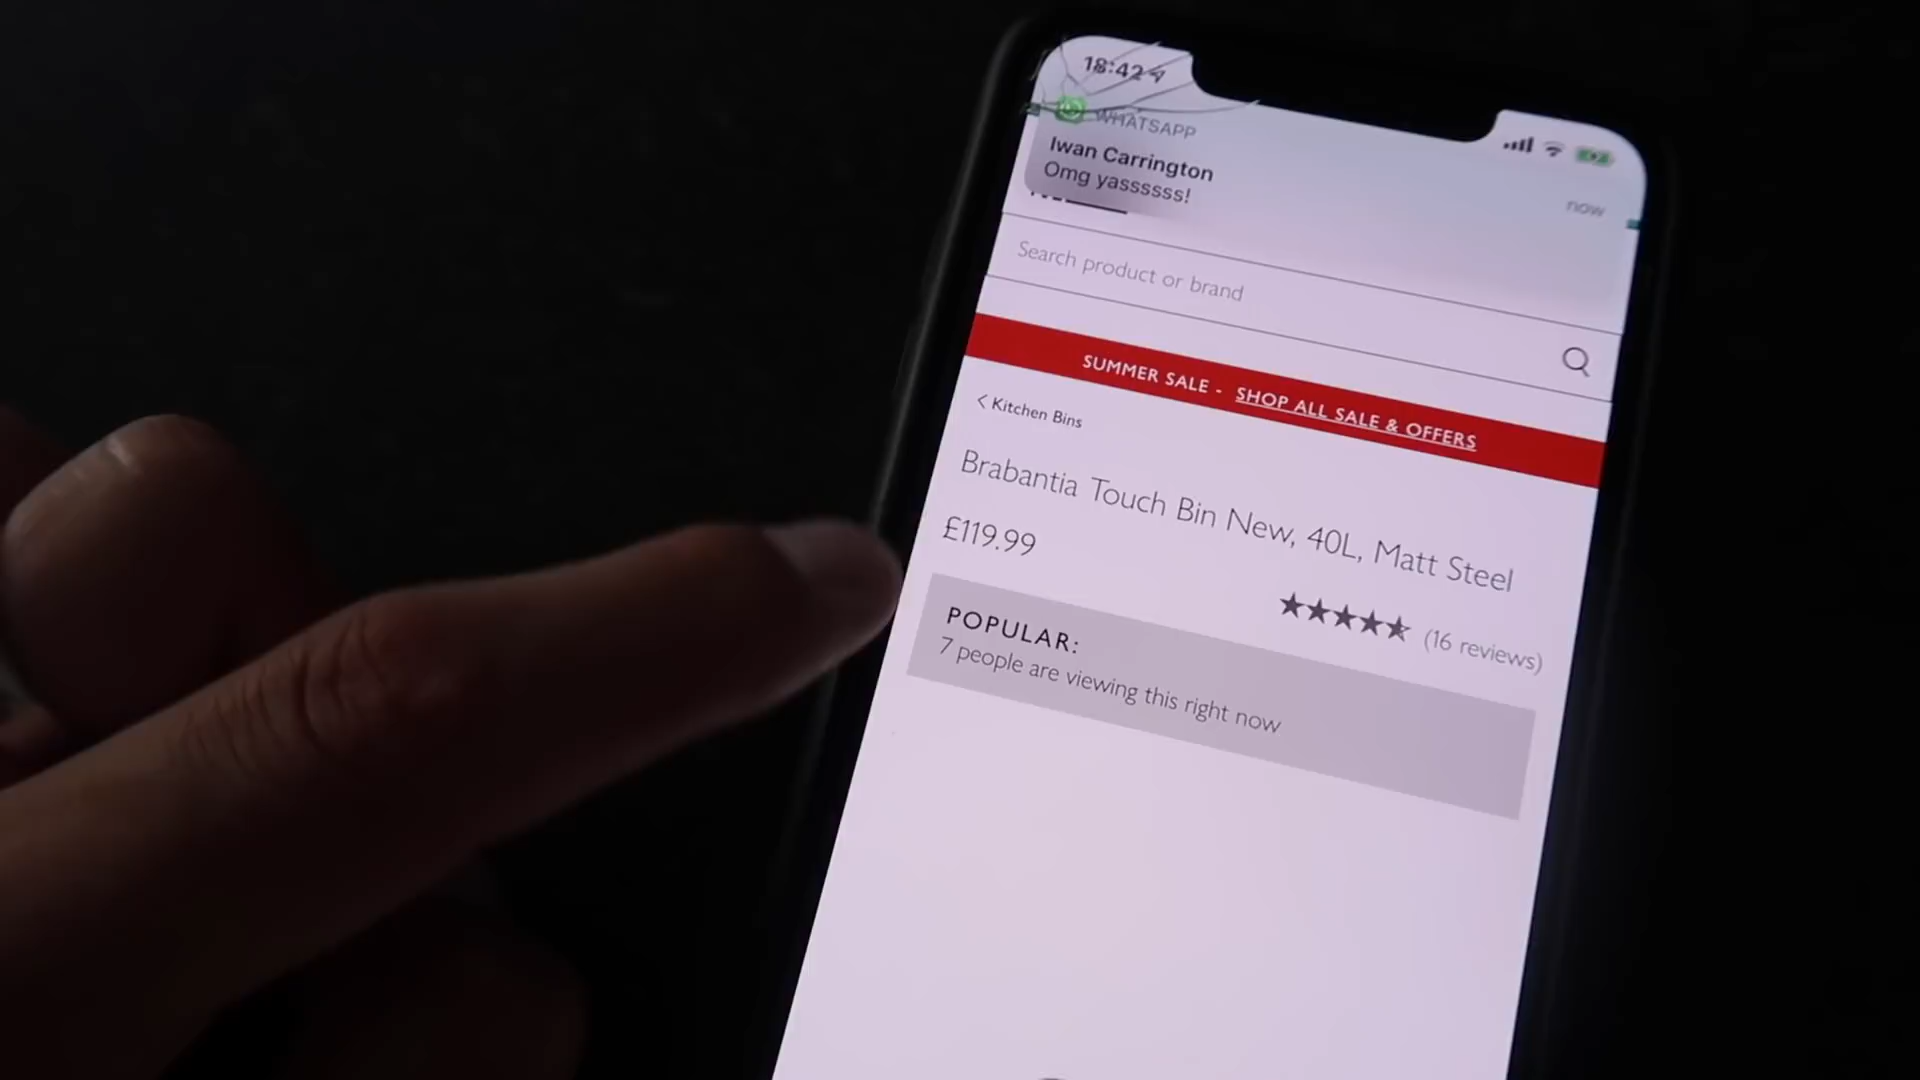 18:42
WHATSAPP
Iwan Carrington
Omg yassssss!
now
Search product or brand
SUMMER SALE - SHOP ALL SALE & OFFERS
< Kitchen Bins
Brabantia Touch Bin New, 40L, Matt Steel
£119.99
(16 reviews)
POPULAR:
7 people are viewing this right now